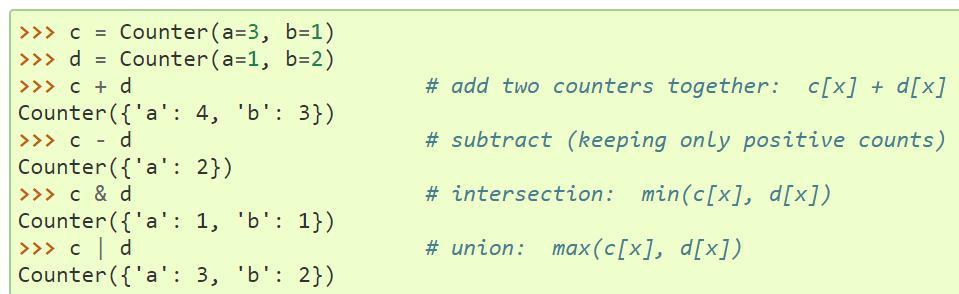 >>> c = Counter(a=3, b=1)
>>> d = Counter(a=1, b=2)
>>> c + d                       # add two counters together:  c[x] + d[x]
Counter({'a': 4, 'b': 3})
>>> c - d                       # subtract (keeping only positive counts)
Counter({'a': 2})
>>> c & d                       # intersection:  min(c[x], d[x])
Counter({'a': 1, 'b': 1})
>>> c | d                       # union:  max(c[x], d[x])
Counter({'a': 3, 'b': 2})